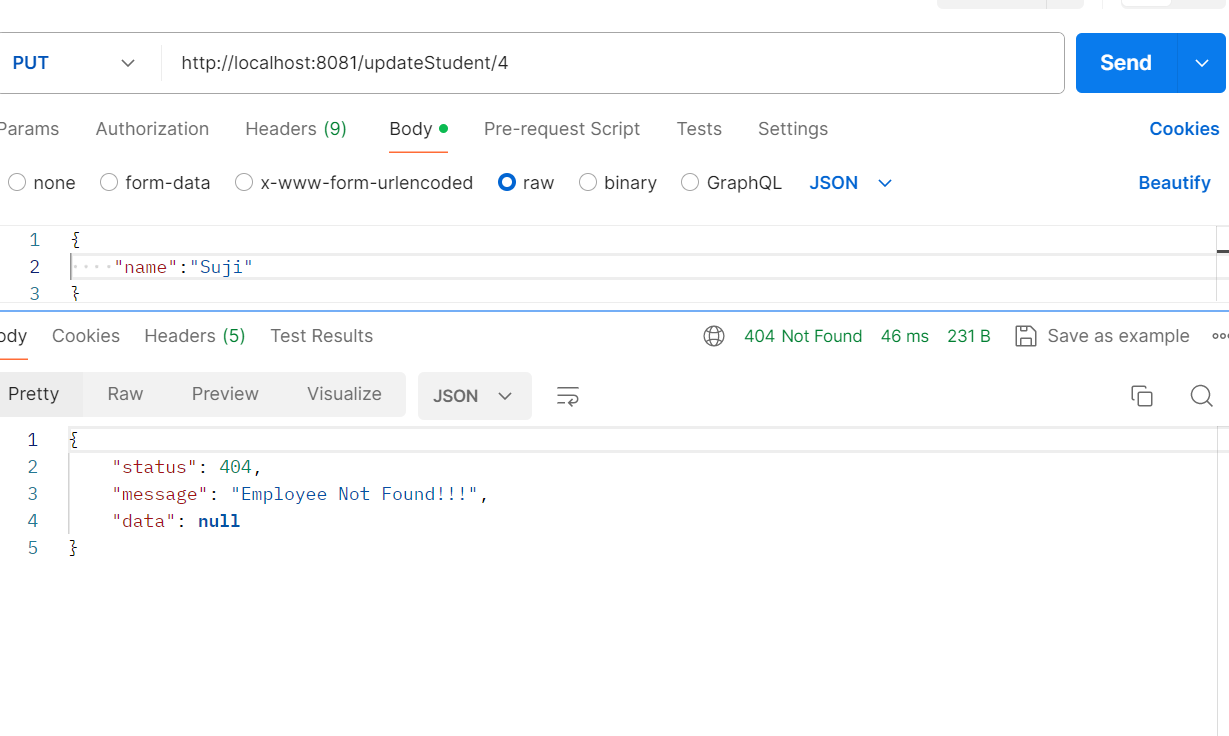 PUT http://localhost:8081/updateStudent/4 Send
Params Authorization Headers (9) Body Pre-request Script Tests Settings Cookies
none form-data x-www-form-urlencoded raw binary GraphQL JSON Beautify
1 {
2 "name":"Suji"
3 }
ody Cookies Headers (5) Test Results 404 Not Found 46 ms 231 B Save as example
Pretty Raw Preview Visualize JSON
1 {
2 "status": 404,
3 "message": "Employee Not Found!!!",
4 "data": null
5 }